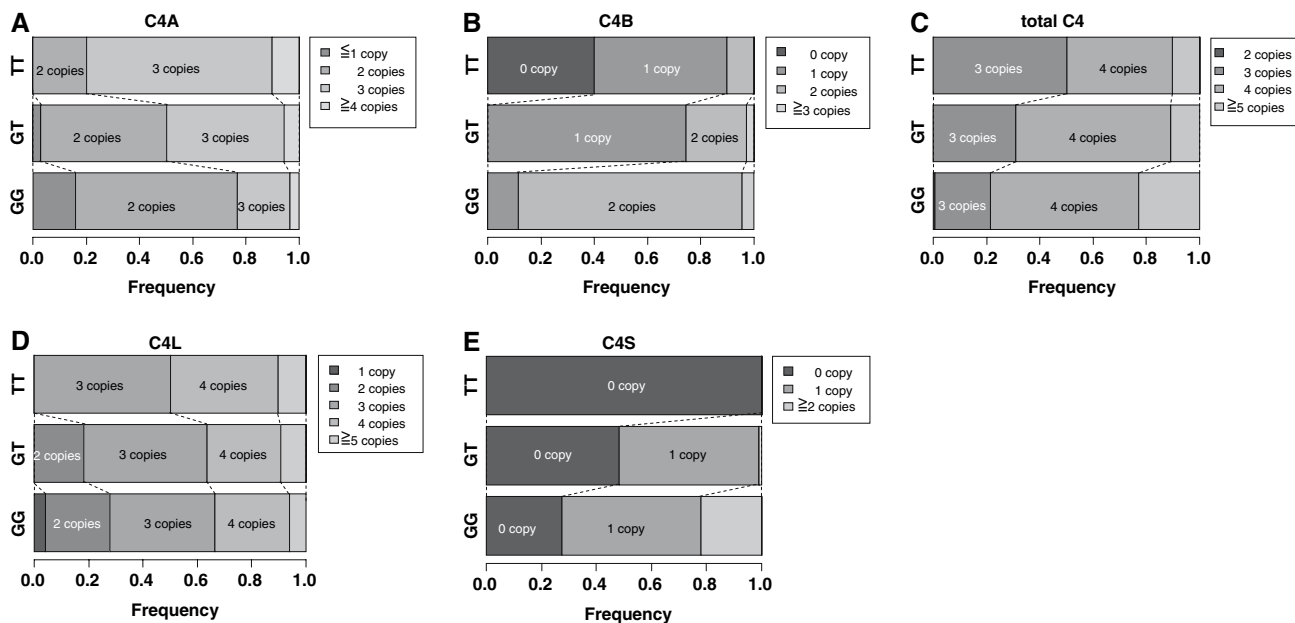 A
C4A
TT
2 copies
3 copies
GT
2 copies
3 copies
GG
2 copies
3 copies
0.0 0.2 0.4 0.6 0.8 1.0
Frequency
≦1 copy
2 copies
3 copies
≧4 copies
B
C4B
TT
0 copy
1 copy
GT
1 copy
2 copies
GG
2 copies
0.0 0.2 0.4 0.6 0.8 1.0
Frequency
0 copy
1 copy
2 copies
≧3 copies
C
total C4
TT
3 copies
4 copies
GT
3 copies
4 copies
GG
3 copies
4 copies
0.0 0.2 0.4 0.6 0.8 1.0
Frequency
2 copies
3 copies
4 copies
≧5 copies
D
C4L
TT
3 copies
4 copies
GT
2 copies
3 copies
4 copies
GG
2 copies
3 copies
4 copies
0.0 0.2 0.4 0.6 0.8 1.0
Frequency
1 copy
2 copies
3 copies
4 copies
≧5 copies
E
C4S
TT
0 copy
GT
0 copy
1 copy
GG
0 copy
1 copy
0.0 0.2 0.4 0.6 0.8 1.0
Frequency
0 copy
1 copy
≧2 copies